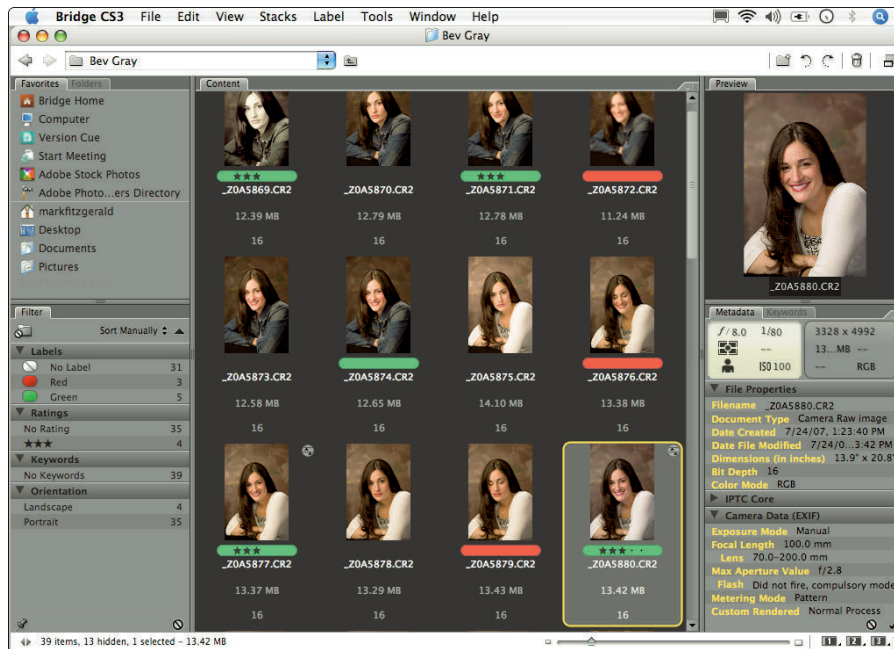 Bridge CS3 File Edit View Stacks Label Tools Window Help
Bev Gray
Bev Gray
Favorites Folders
Bridge Home
Computer
Version Cue
Start Meeting
Adobe Stock Photos
Adobe Photo...ers Directory
markfitzgerald
Desktop
Documents
Pictures
Filter
Sort Manually
Labels
No Label 31
Red 3
Green 5
Ratings
No Rating 35
★★★ 4
Keywords
No Keywords 39
Orientation
Landscape 4
Portrait 35
Content
★★★ ★★★
_Z0A5869.CR2 _Z0A5870.CR2 _Z0A5871.CR2 _Z0A5872.CR2
12.39 MB 12.79 MB 12.78 MB 11.24 MB
16 16 16 16
_Z0A5873.CR2 _Z0A5874.CR2 _Z0A5875.CR2 _Z0A5876.CR2
12.58 MB 12.65 MB 14.10 MB 13.38 MB
16 16 16 16
★★★ ★★★··
_Z0A5877.CR2 _Z0A5878.CR2 _Z0A5879.CR2 _Z0A5880.CR2
13.37 MB 13.29 MB 13.43 MB 13.42 MB
16 16 16 16
Preview
_Z0A5880.CR2
Metadata Keywords
f/8.0 1/80 3328 x 4992
-- 13...MB --
ISO 100 -- RGB
File Properties
Filename _Z0A5880.CR2
Document Type Camera Raw image
Date Created 7/24/07, 1:23:40 PM
Date File Modified 7/24/0...3:42 PM
Dimensions (in inches) 13.9" x 20.8"
Bit Depth 16
Color Mode RGB
IPTC Core
Camera Data (EXIF)
Exposure Mode Manual
Focal Length 100.0 mm
Lens 70.0–200.0 mm
Max Aperture Value f/2.8
Flash Did not fire, compulsory mode
Metering Mode Pattern
Custom Rendered Normal Process
39 items, 13 hidden, 1 selected – 13.42 MB
1 2 3